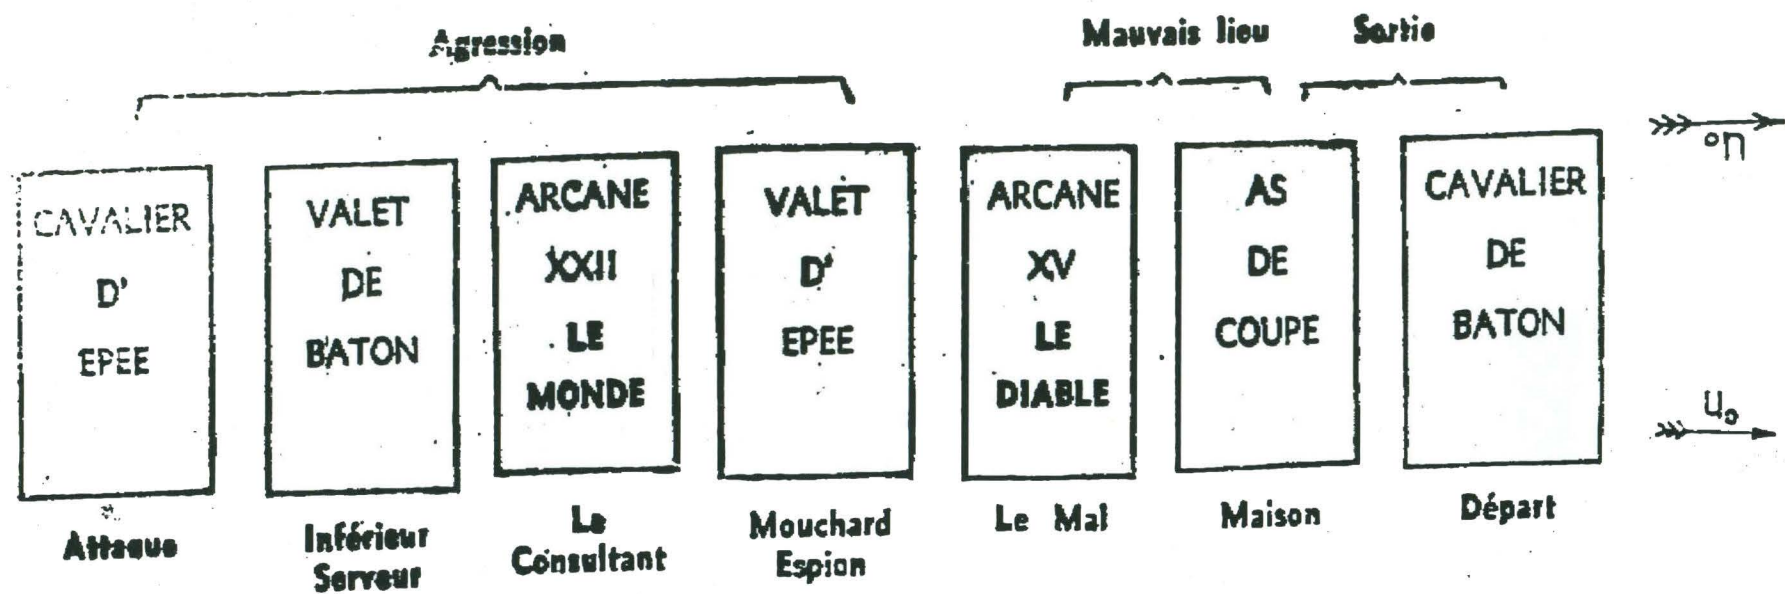 Agression
Mauvais lieu
Sortie
CAVALIER
D'
EPEE
VALET
DE
BATON
ARCANE
XXII
LE
MONDE
VALET
D'
EPEE
ARCANE
XV
LE
DIABLE
AS
DE
COUPE
CAVALIER
DE
BATON
Attaque
Inférieur
Serveur
Le
Consultant
Mouchard
Espion
Le Mal
Maison
Départ